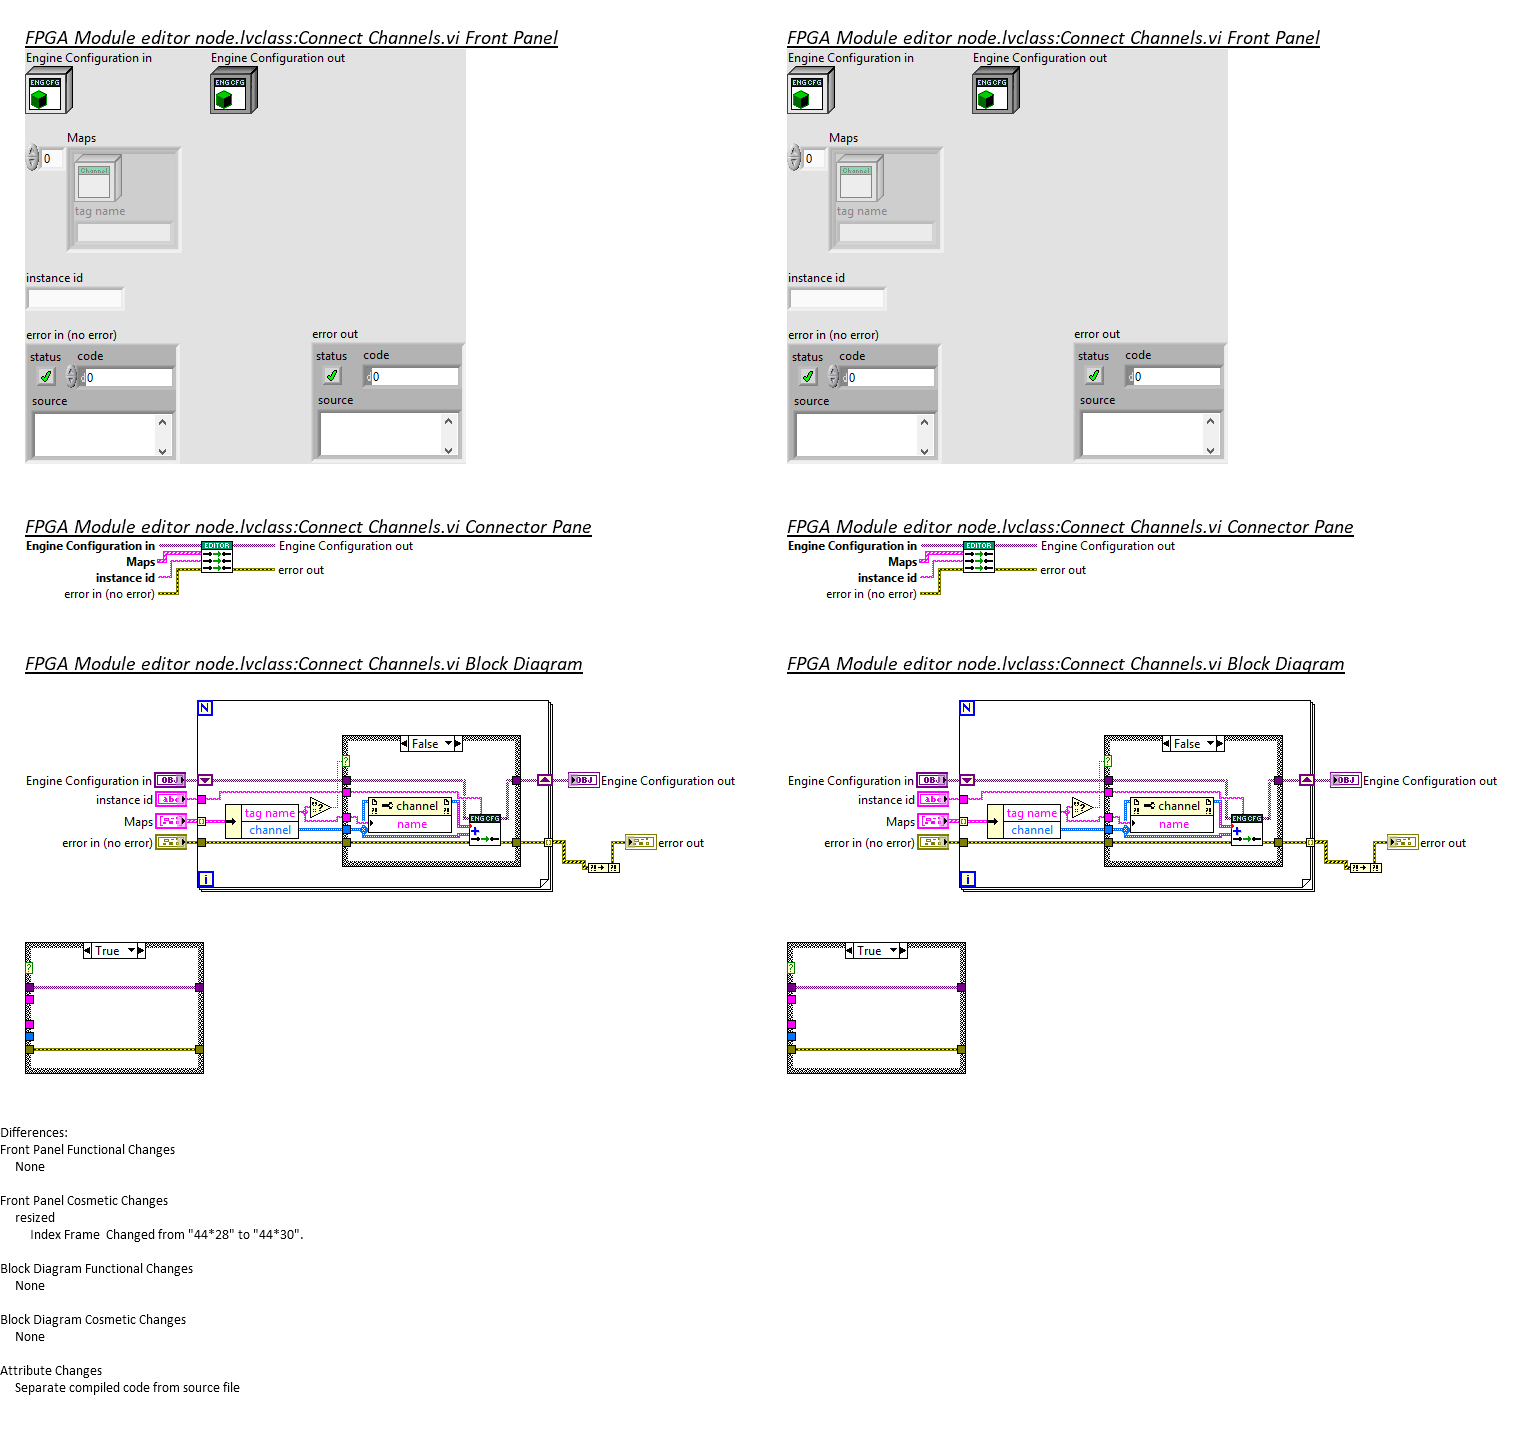 FPGA Module editor node.lvclass:Connect Channels.vi Front Panel
Engine Configuration in
Engine Configuration out
ENG CFG
ENG CFG
Maps
0
Channel
tag name
instance id
error in (no error)
error out
status
code
status
code
0
0
source
source
FPGA Module editor node.lvclass:Connect Channels.vi Front Panel
Engine Configuration in
Engine Configuration out
ENG CFG
ENG CFG
Maps
0
Channel
tag name
instance id
error in (no error)
error out
status
code
status
code
0
0
source
source
FPGA Module editor node.lvclass:Connect Channels.vi Connector Pane
Engine Configuration in
EDITOR
Engine Configuration out
Maps
instance id
error out
error in (no error)
FPGA Module editor node.lvclass:Connect Channels.vi Connector Pane
Engine Configuration in
EDITOR
Engine Configuration out
Maps
instance id
error out
error in (no error)
FPGA Module editor node.lvclass:Connect Channels.vi Block Diagram
N
False
?
Engine Configuration in
OBJ
OBJ
Engine Configuration out
instance id
abc
channel
tag name
Maps
name
ENG CFG
channel
error in (no error)
error out
i
True
?
FPGA Module editor node.lvclass:Connect Channels.vi Block Diagram
N
False
?
Engine Configuration in
OBJ
OBJ
Engine Configuration out
instance id
abc
channel
tag name
Maps
name
ENG CFG
channel
error in (no error)
error out
i
True
?
Differences:
Front Panel Functional Changes
None
Front Panel Cosmetic Changes
resized
Index Frame  Changed from "44*28" to "44*30".
Block Diagram Functional Changes
None
Block Diagram Cosmetic Changes
None
Attribute Changes
Separate compiled code from source file